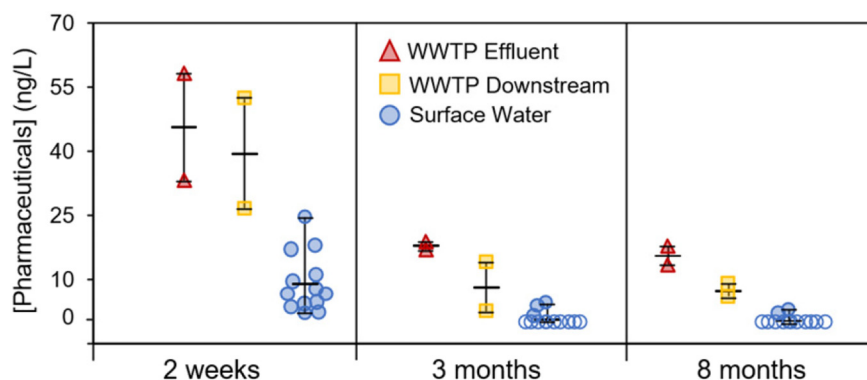 [Pharmaceuticals] (ng/L)
70
55
40
25
10
0
WWTP Effluent
WWTP Downstream
Surface Water
2 weeks
3 months
8 months